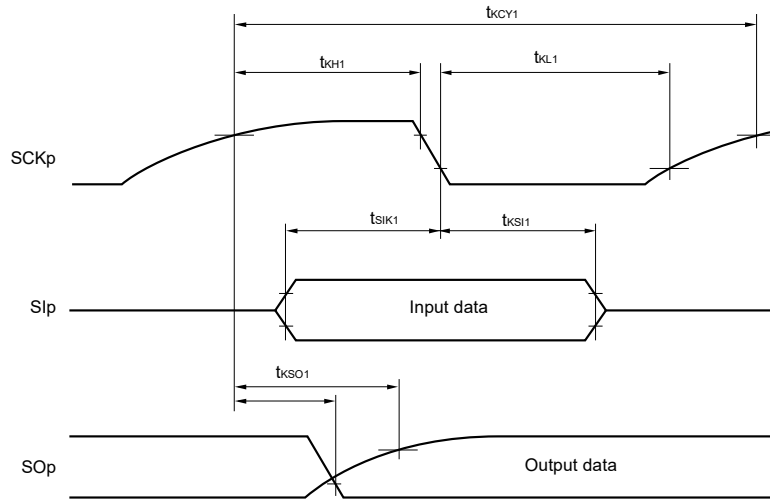 tKCY1
tKH1
tKL1
SCKp
tSIK1
tKSI1
SIp
Input data
tKSO1
SOp
Output data